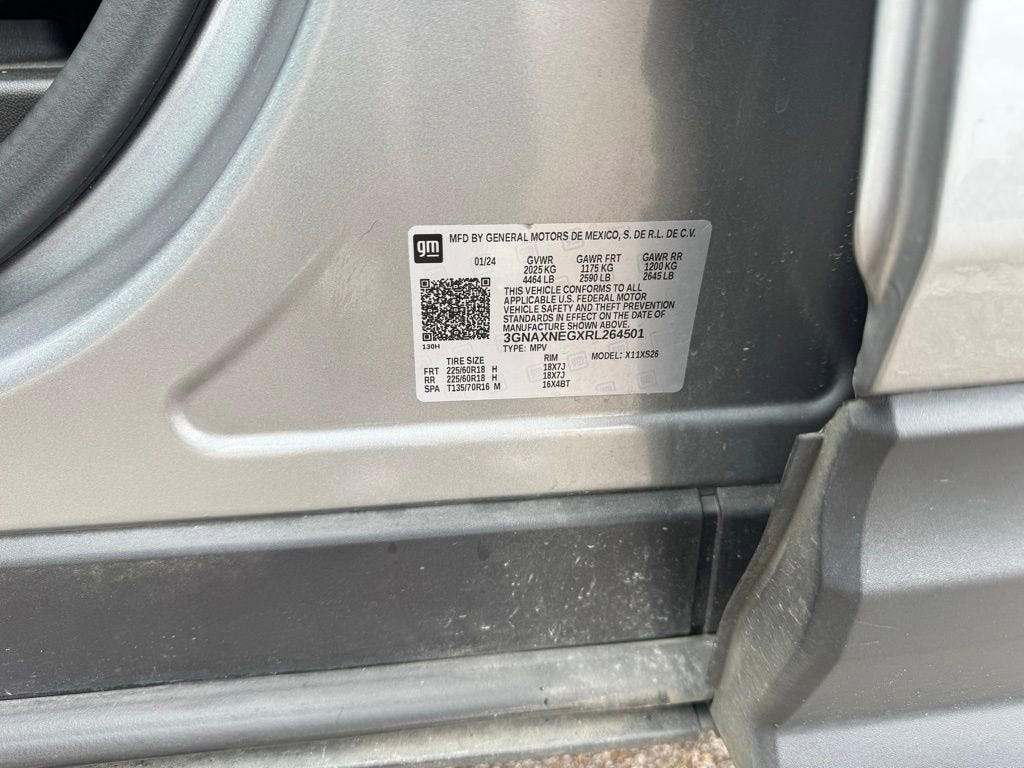 gm
MFD BY GENERAL MOTORS DE MEXICO, S. DE R.L. DE C.V.
01/24 GVWR GAWR FRT GAWR RR
2025 KG 1175 KG 1200 KG
4464 LB 2590 LB 2645 LB
THIS VEHICLE CONFORMS TO ALL
APPLICABLE U.S. FEDERAL MOTOR
VEHICLE SAFETY AND THEFT PREVENTION
STANDARDS IN EFFECT ON THE DATE OF
MANUFACTURE SHOWN ABOVE.
3GNAXNEGXRL264501
130H
TYPE: MPV MODEL: X11XS26
TIRE SIZE RIM
FRT 225/60R18 H 18X7J
RR 225/60R18 H 18X7J
SPA T135/70R16 M 16X4BT